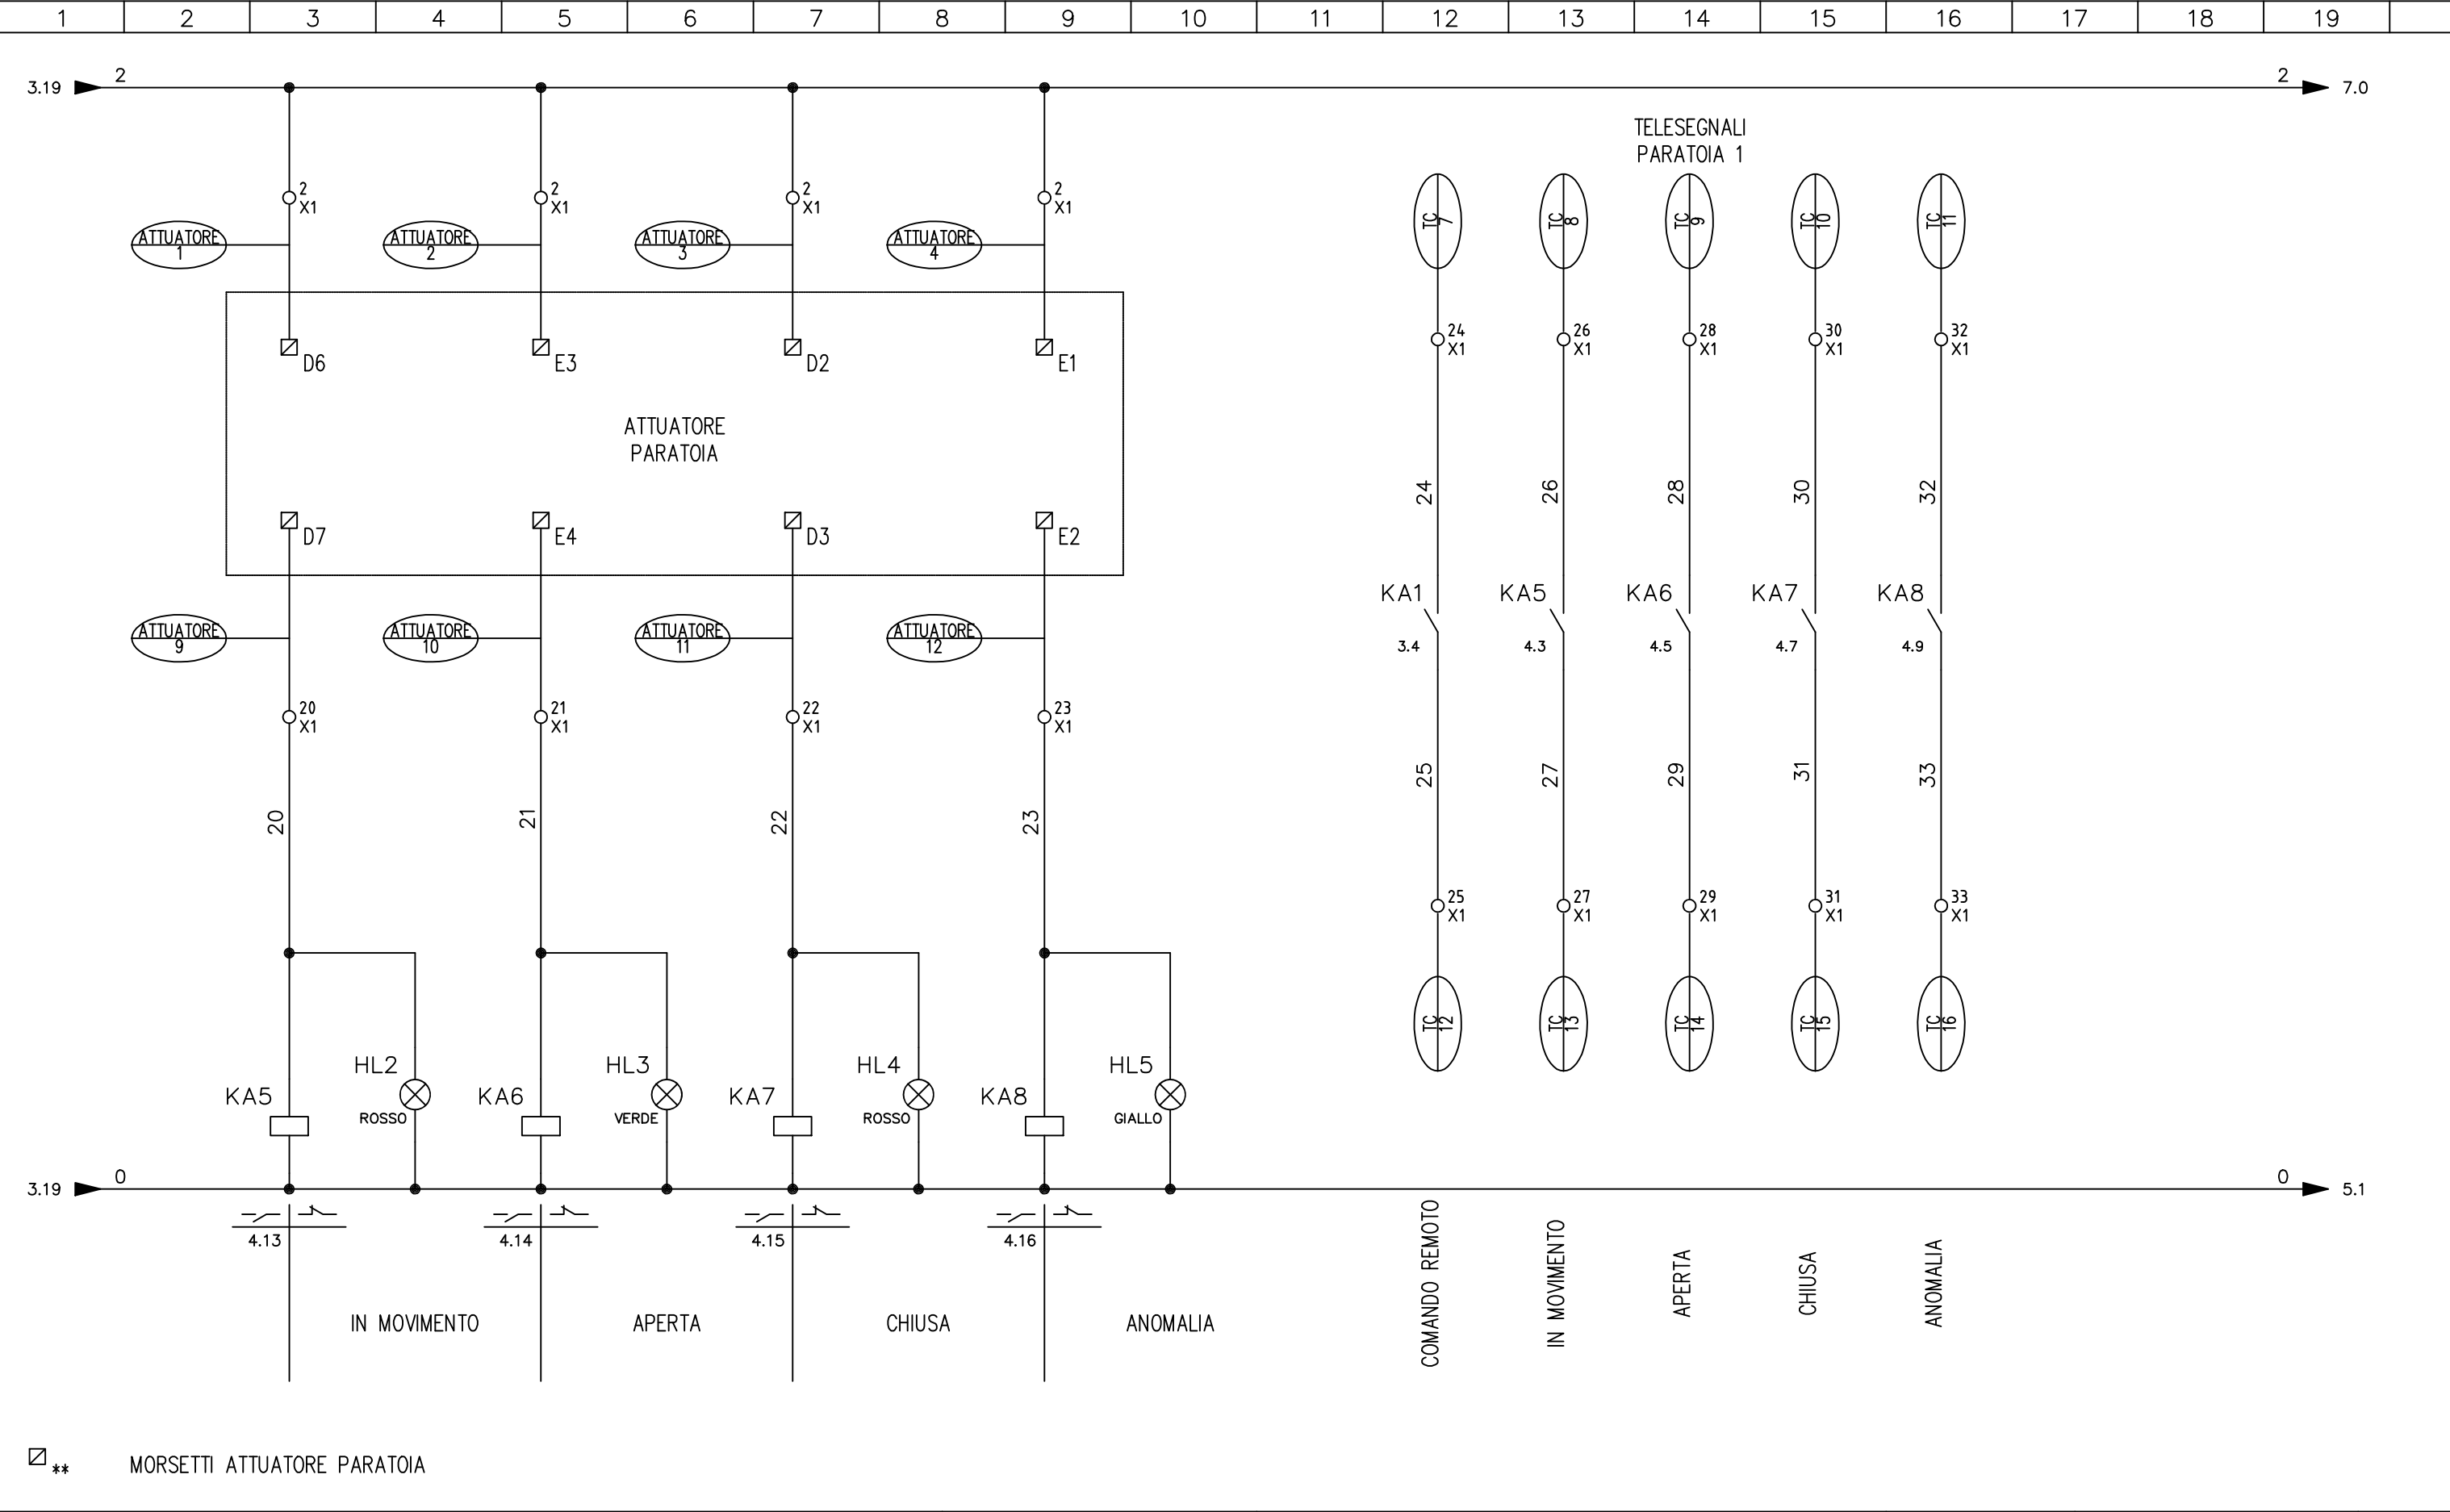 1 2 3 4 5 6 7 8 9 10 11 12 13 14 15 16 17 18 19
3.19 2 2 7.0
TELESEGNALI
PARATOIA 1
2 2 2 2
X1 X1 X1 X1
TC TC TC TC TC
7 8 9 10 11
ATTUATORE ATTUATORE ATTUATORE ATTUATORE
1 2 3 4
24 26 28 30 32
X1 X1 X1 X1 X1
D6 E3 D2 E1
ATTUATORE
PARATOIA
24 26 28 30 32
D7 E4 D3 E2
KA1 KA5 KA6 KA7 KA8
3.4 4.3 4.5 4.7 4.9
ATTUATORE ATTUATORE ATTUATORE ATTUATORE
9 10 11 12
20 21 22 23
X1 X1 X1 X1
25 27 29 31 33
20 21 22 23
25 27 29 31 33
X1 X1 X1 X1 X1
TC TC TC TC TC
12 13 14 15 16
HL2 HL3 HL4 HL5
KA5 KA6 KA7 KA8
ROSSO VERDE ROSSO GIALLO
3.19 0 0 5.1
4.13 4.14 4.15 4.16
IN MOVIMENTO APERTA CHIUSA ANOMALIA
COMANDO REMOTO
IN MOVIMENTO
APERTA
CHIUSA
ANOMALIA
** MORSETTI ATTUATORE PARATOIA